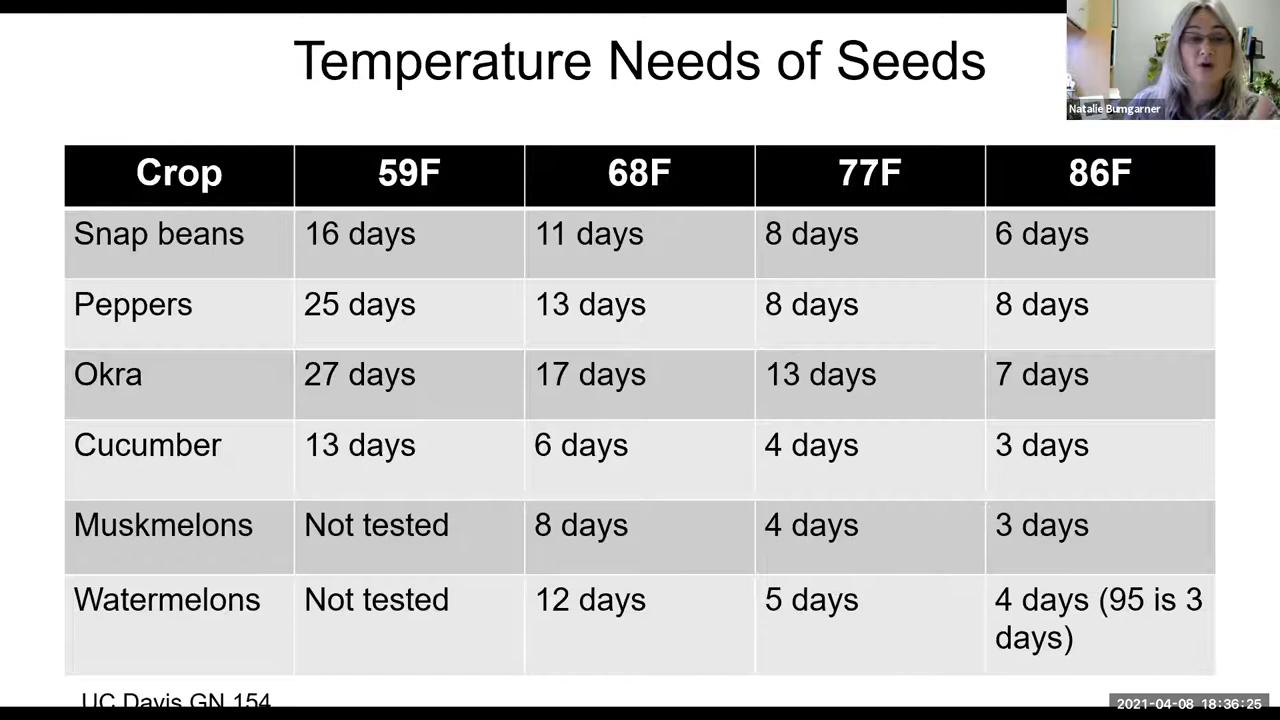 Temperature Needs of Seeds
Natalie Bumgarner
Crop 59F 68F 77F 86F
Snap beans 16 days 11 days 8 days 6 days
Peppers 25 days 13 days 8 days 8 days
Okra 27 days 17 days 13 days 7 days
Cucumber 13 days 6 days 4 days 3 days
Muskmelons Not tested 8 days 4 days 3 days
Watermelons Not tested 12 days 5 days 4 days (95 is 3
days)
UC Davis GN 154
2021-04-08 18:36:25